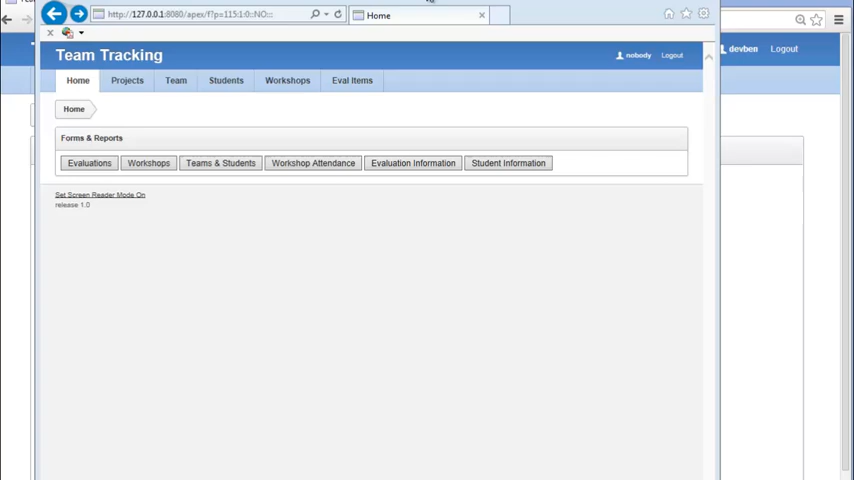 http://127.0.0.1:8080/apex/f?p=115:1:0::NO:::
Home
Team Tracking
nobody
Logout
devben
Logout
Home
Projects
Team
Students
Workshops
Eval Items
Home
Forms & Reports
Evaluations
Workshops
Teams & Students
Workshop Attendance
Evaluation Information
Student Information
Set Screen Reader Mode On
release 1.0